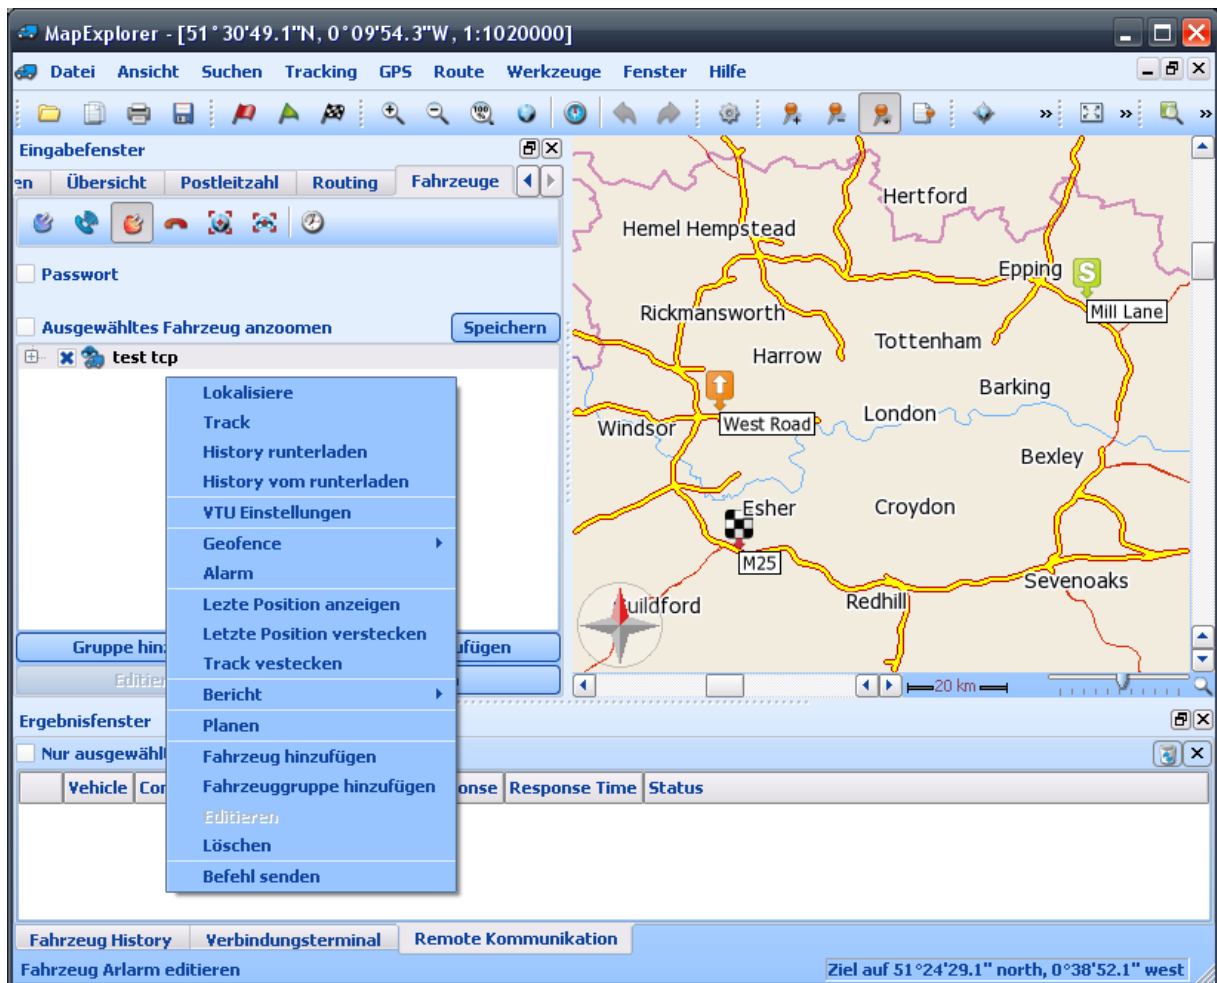 MapExplorer - [51°30'49.1"N, 0°09'54.3"W, 1:1020000]
Datei Ansicht Suchen Tracking GPS Route Werkzeuge Fenster Hilfe
100%
Eingabefenster
en Übersicht Postleitzahl Routing Fahrzeuge
Passwort
Ausgewähltes Fahrzeug anzoomen Speichern
test tcp
Lokalisiere
Track
History runterladen
History vom runterladen
VTU Einstellungen
Geofence
Alarm
Lezte Position anzeigen
Letzte Position verstecken
Track vestecken
Bericht
Planen
Fahrzeug hinzufügen
Fahrzeuggruppe hinzufügen
Editieren
Löschen
Befehl senden
Gruppe hin
ufügen
Editie
Hertford
Hemel Hempstead
Epping
S
Mill Lane
Rickmansworth
Tottenham
Harrow
Barking
London
West Road
Windsor
Bexley
Esher
Croydon
M25
Sevenoaks
uildford
Redhill
20 km
Ergebnisfenster
Nur ausgewähl
Vehicle Cor onse Response Time Status
Fahrzeug History Verbindungsterminal Remote Kommunikation
Fahrzeug Arlarm editieren
Ziel auf 51°24'29.1" north, 0°38'52.1" west